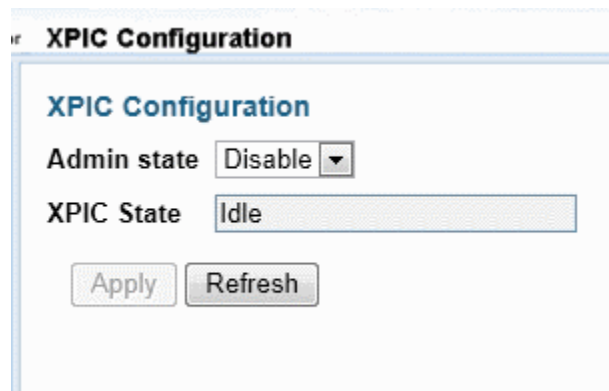 XPIC Configuration
XPIC Configuration
Admin state Disable
XPIC State Idle
Apply Refresh